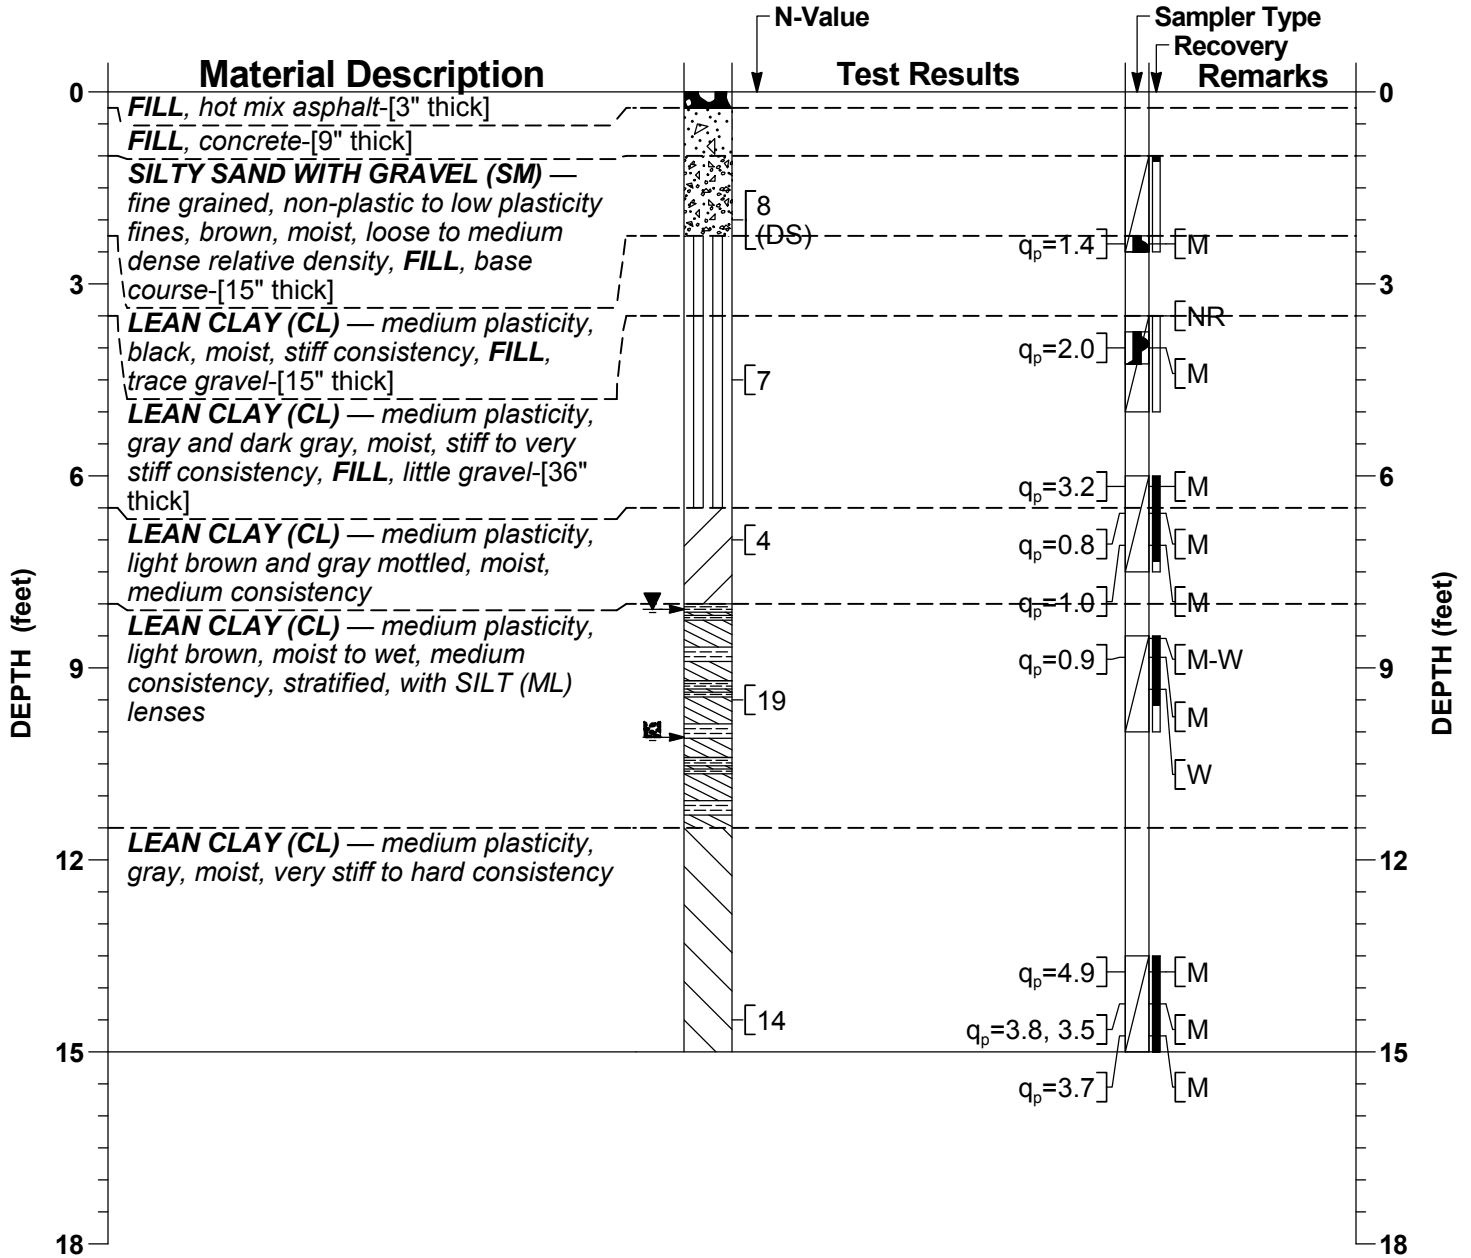 N-Value
Sampler Type
Recovery
Material Description
Test Results
Remarks
0
0
FILL, hot mix asphalt-[3" thick]
FILL, concrete-[9" thick]
SILTY SAND WITH GRAVEL (SM) —
fine grained, non-plastic to low plasticity
fines, brown, moist, loose to medium
dense relative density, FILL, base
course-[15" thick]
8
(DS)
qp=1.4
M
3
3
LEAN CLAY (CL) — medium plasticity,
black, moist, stiff consistency, FILL,
trace gravel-[15" thick]
NR
qp=2.0
M
7
LEAN CLAY (CL) — medium plasticity,
gray and dark gray, moist, stiff to very
stiff consistency, FILL, little gravel-[36"
thick]
6
6
qp=3.2
M
LEAN CLAY (CL) — medium plasticity,
light brown and gray mottled, moist,
medium consistency
4
qp=0.8
M
qp=1.0
M
LEAN CLAY (CL) — medium plasticity,
light brown, moist to wet, medium
consistency, stratified, with SILT (ML)
lenses
qp=0.9
M-W
9
9
19
M
W
DEPTH (feet)
DEPTH (feet)
LEAN CLAY (CL) — medium plasticity,
gray, moist, very stiff to hard consistency
12
12
qp=4.9
M
14
qp=3.8, 3.5
M
15
15
qp=3.7
M
18
18